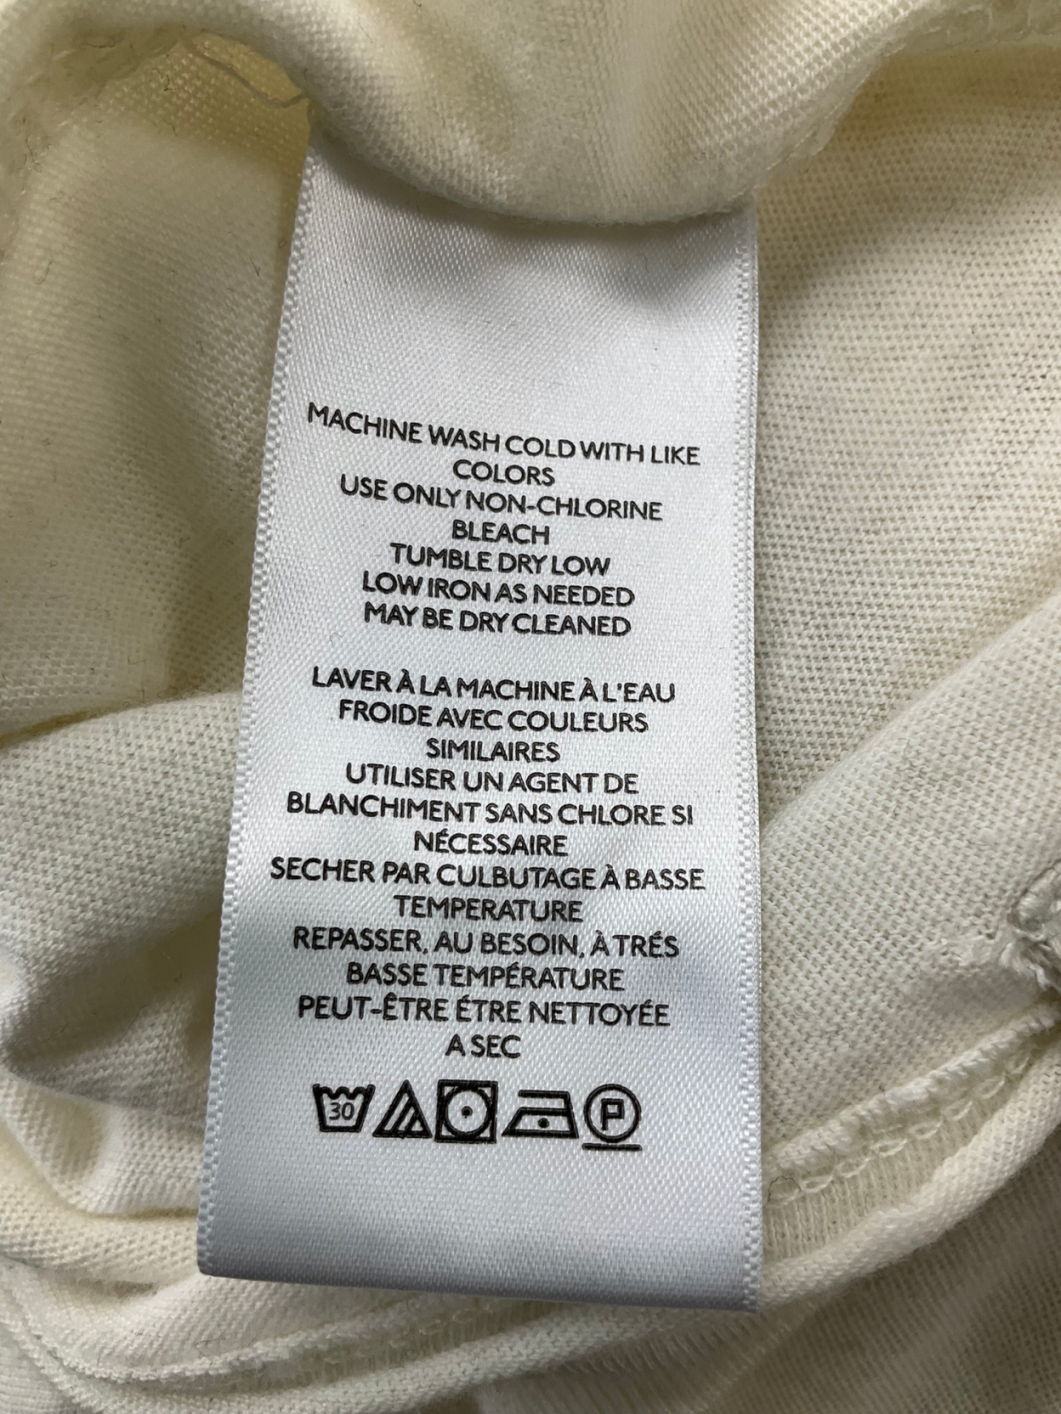 MACHINE WASH COLD WITH LIKE
COLORS
USE ONLY NON-CHLORINE
BLEACH
TUMBLE DRY LOW
LOW IRON AS NEEDED
MAY BE DRY CLEANED
LAVER À LA MACHINE À L'EAU
FROIDE AVEC COULEURS
SIMILAIRES
UTILISER UN AGENT DE
BLANCHIMENT SANS CHLORE SI
NÉCESSAIRE
SECHER PAR CULBUTAGE À BASSE
TEMPERATURE
REPASSER, AU BESOIN, À TRÉS
BASSE TEMPÉRATURE
PEUT-ÊTRE ÉTRE NETTOYÉE
A SEC
30 P